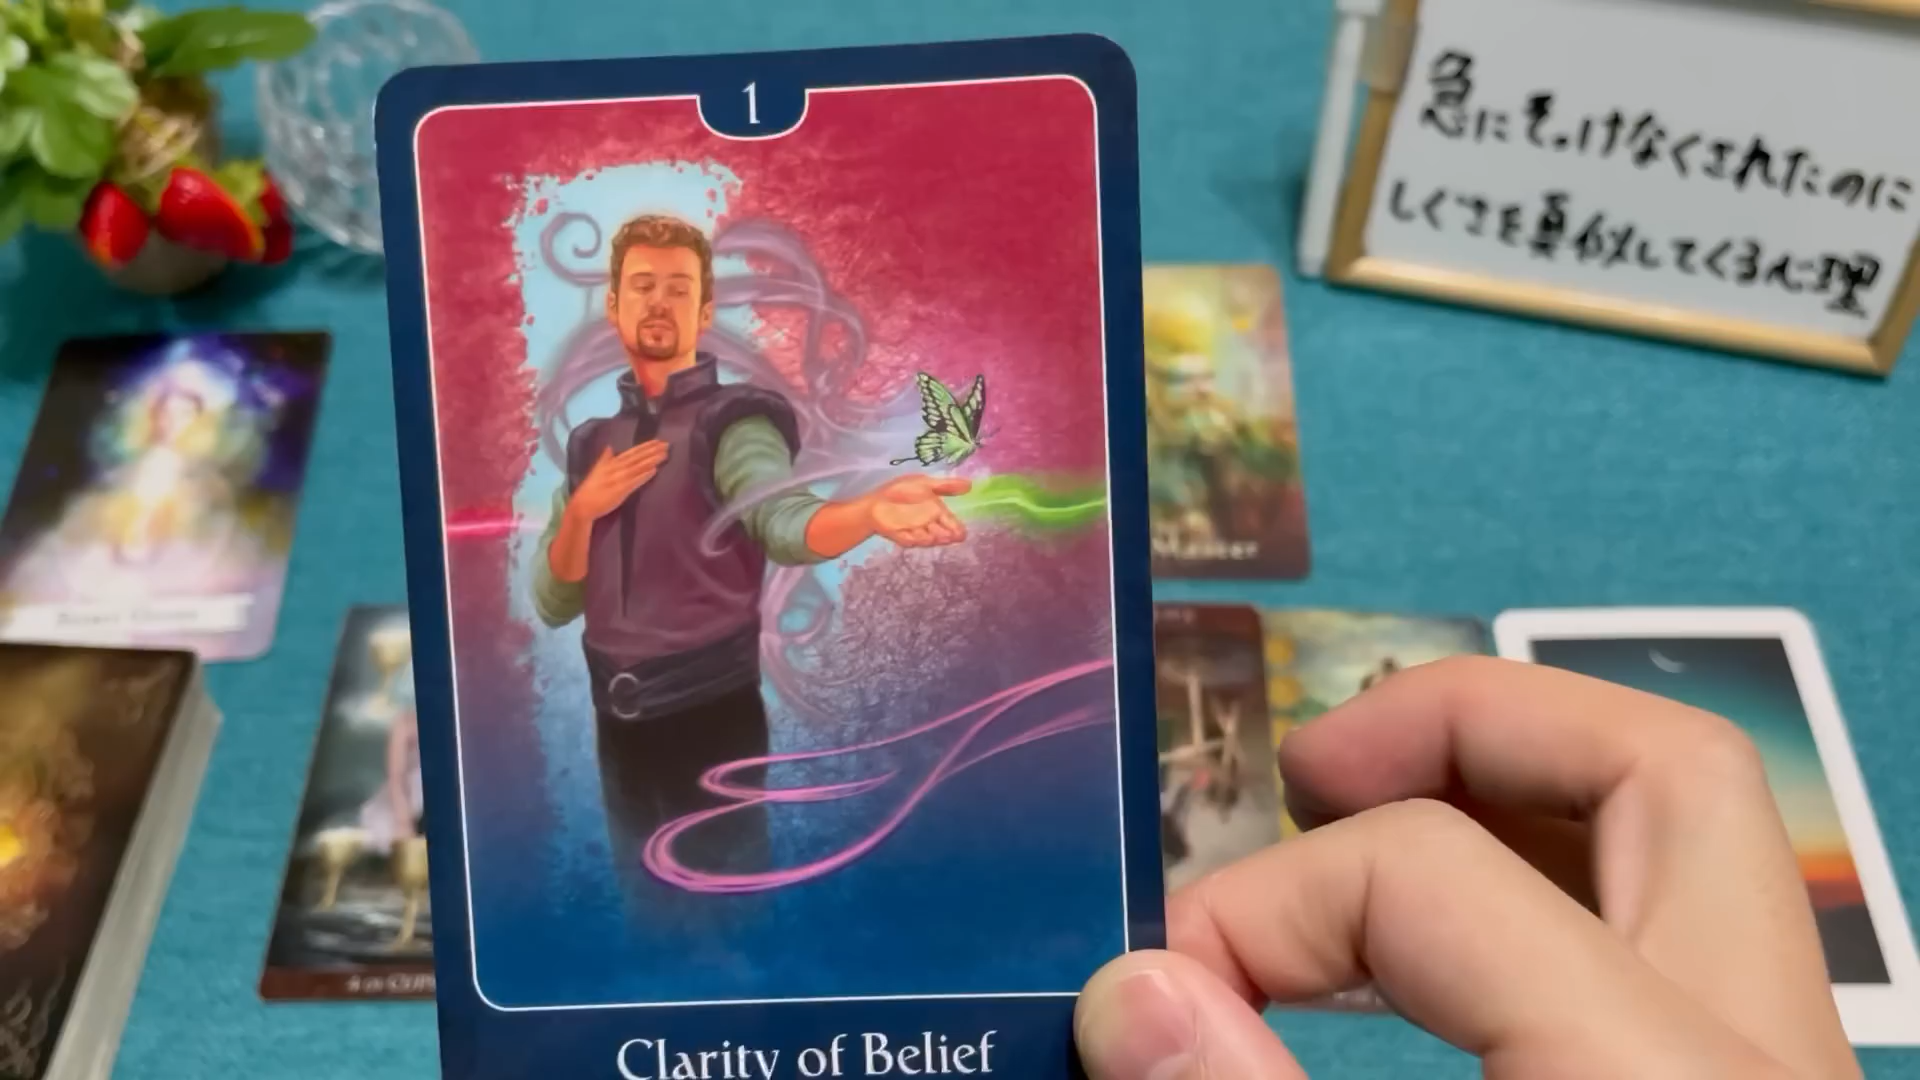 1
Clarity of Belief
急にそっけなくされたのに
しぐさを真似してくる心理
Master